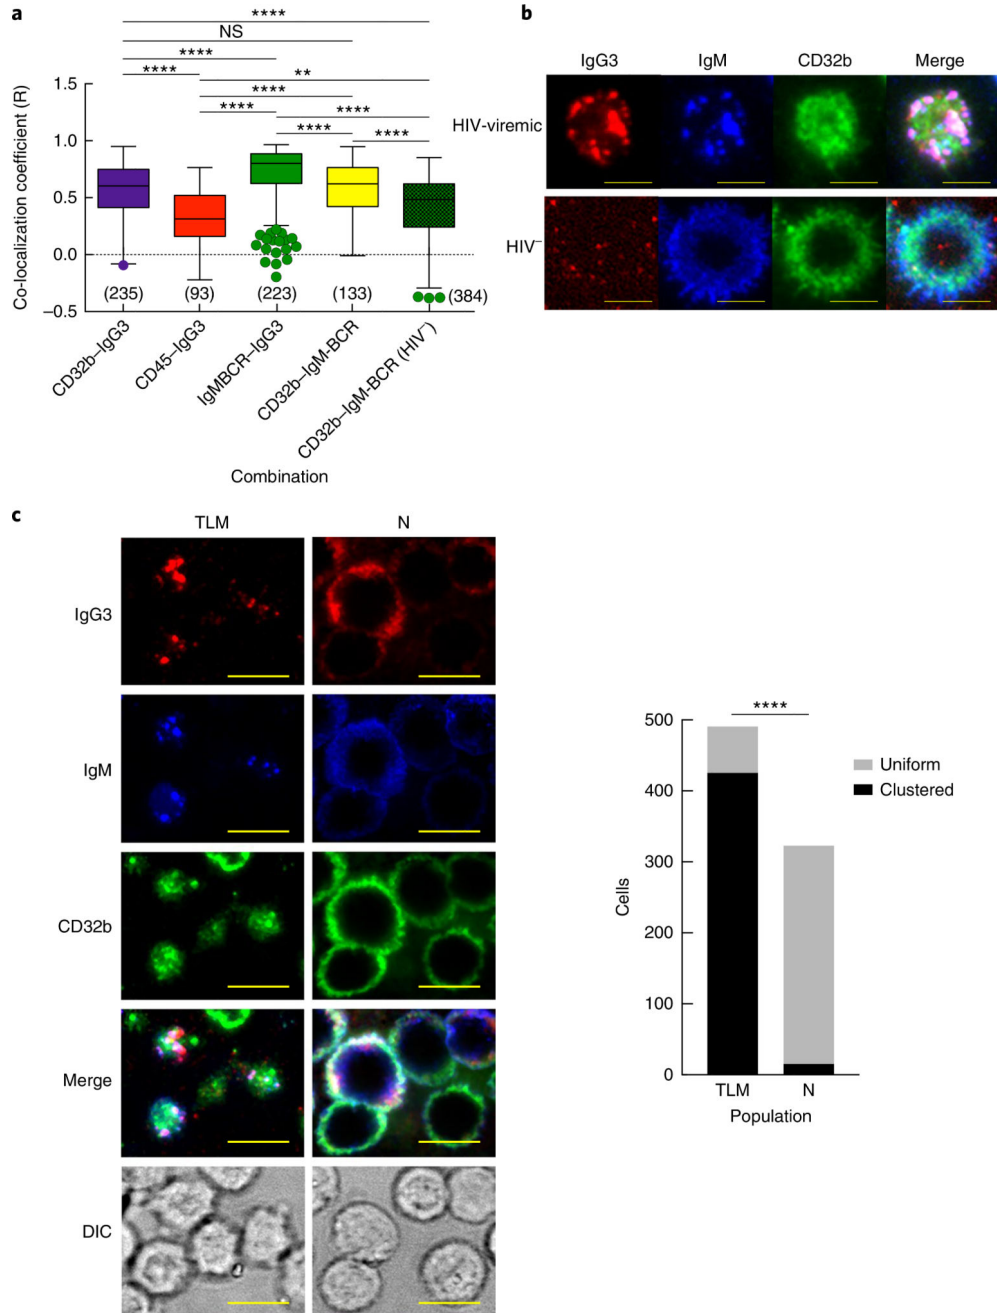 a
****
NS
****
****
**
****
****
****
****
****
Co-localization coefficient (R)
1.5
1.0
0.5
0.0
–0.5
(235)
(93)
(223)
(133)
(384)
CD32b–IgG3
CD45–IgG3
IgMBCR–IgG3
CD32b–IgM-BCR
CD32b–IgM-BCR (HIV–)
Combination
b
IgG3
IgM
CD32b
Merge
HIV-viremic
HIV–
c
TLM
N
IgG3
IgM
CD32b
Merge
DIC
****
500
400
300
200
100
0
Cells
Uniform
Clustered
TLM
N
Population